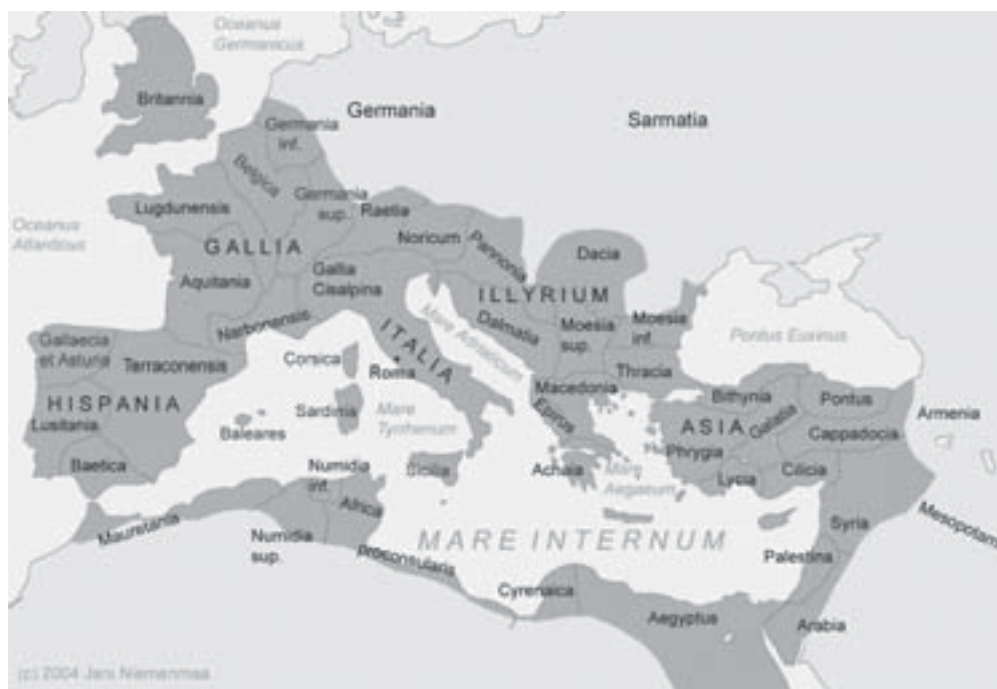 Oceanus
Germanicus
Britannia
Germania
Sarmatia
Germania
inf.
Belgica
Germania
sup.
Raetia
Lugdunensis
Oceanus
Atlanticus
GALLIA
Noricum
Pannonia
Dacia
Aquitania
Gallia
Cisalpina
ILLYRIUM
Narbonensis
Dalmatia
Moesia
sup.
Moesia
inf.
Pontus Euxinus
Mare Adriaticum
ITALIA
Gallaecia
et Asturia
Terraconensis
Corsica
Roma
Thracia
Macedonia
Epirus
Bithynia
Pontus
Armenia
HISPANIA
Lusitania
Sardinia
Mare
Tyrrhenum
Baleares
ASIA
Galatia
Phrygia
Cappadocia
Baetica
Numidia
inf.
Sicilia
Achaia
Mare
Aegaeum
Lycia
Cilicia
Africa
proconsularis
Mauretania
Numidia
sup.
MARE INTERNUM
Syria
Mesopotam
Palestina
Cyrenaica
Aegyptus
Arabia
(c) 2004 Jani Niemenmaa